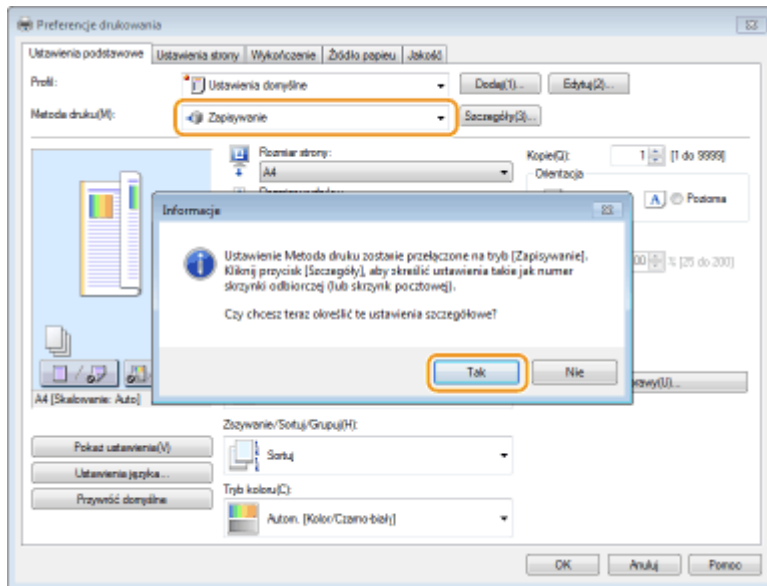 Preferencje drukowania
Ustawienia podstawowe Ustawienia strony Wykończenie Źródło papieru Jakość
Profil: Ustawienia domyślne Dodaj(1)... Edytuj(2)...
Metoda druku(M): Zapisywanie Szczegóły(3)...
Rozmiar strony: Kopie(Q): 1 [1 do 9999]
A4 Orientacja
A Pozioma
Informacje
Ustawienie Metoda druku zostanie przełączone na tryb [Zapisywanie].
Kliknij przycisk [Szczegóły], aby określić ustawienia takie jak numer
skrzynki odbiorczej (lub skrzynk pocztowej).
00 % [25 do 200]
Czy chcesz teraz określić te ustawienia szczegółowe?
Tak Nie
A4 [Skalowanie: Auto]
Zszywanie/Sortuj/Grupuj(H):
Pokaż ustawienia(V)
Sortuj
Ustawienia języka...
Przywróć domyślne
Tryb koloru(C):
Autom. [Kolor/Czarno-biały]
OK Anuluj Pomoc